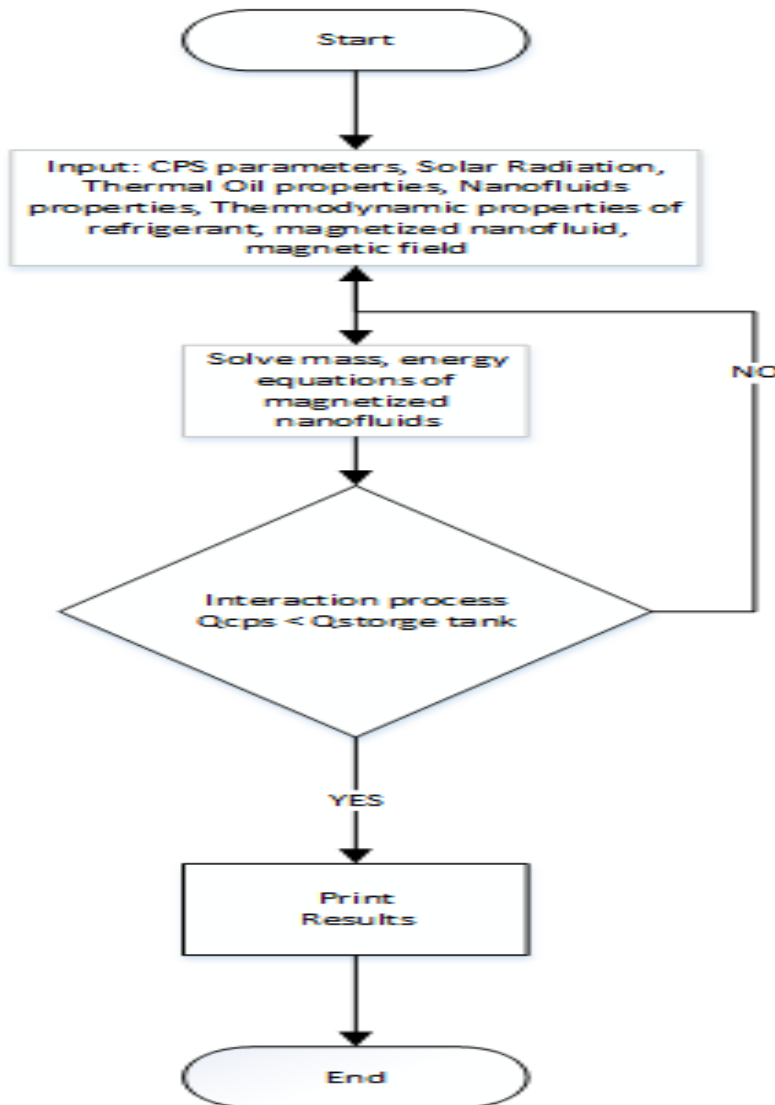 Start
Input: CPS parameters, Solar Radiation,
Thermal Oil properties, Nanofluids
properties, Thermodynamic properties of
refrigerant, magnetized nanofluid,
magnetic field
Solve mass, energy
equations of
magnetized
nanofluids
NO
Interaction process
Qcps < Qstorge tank
YES
Print
Results
End